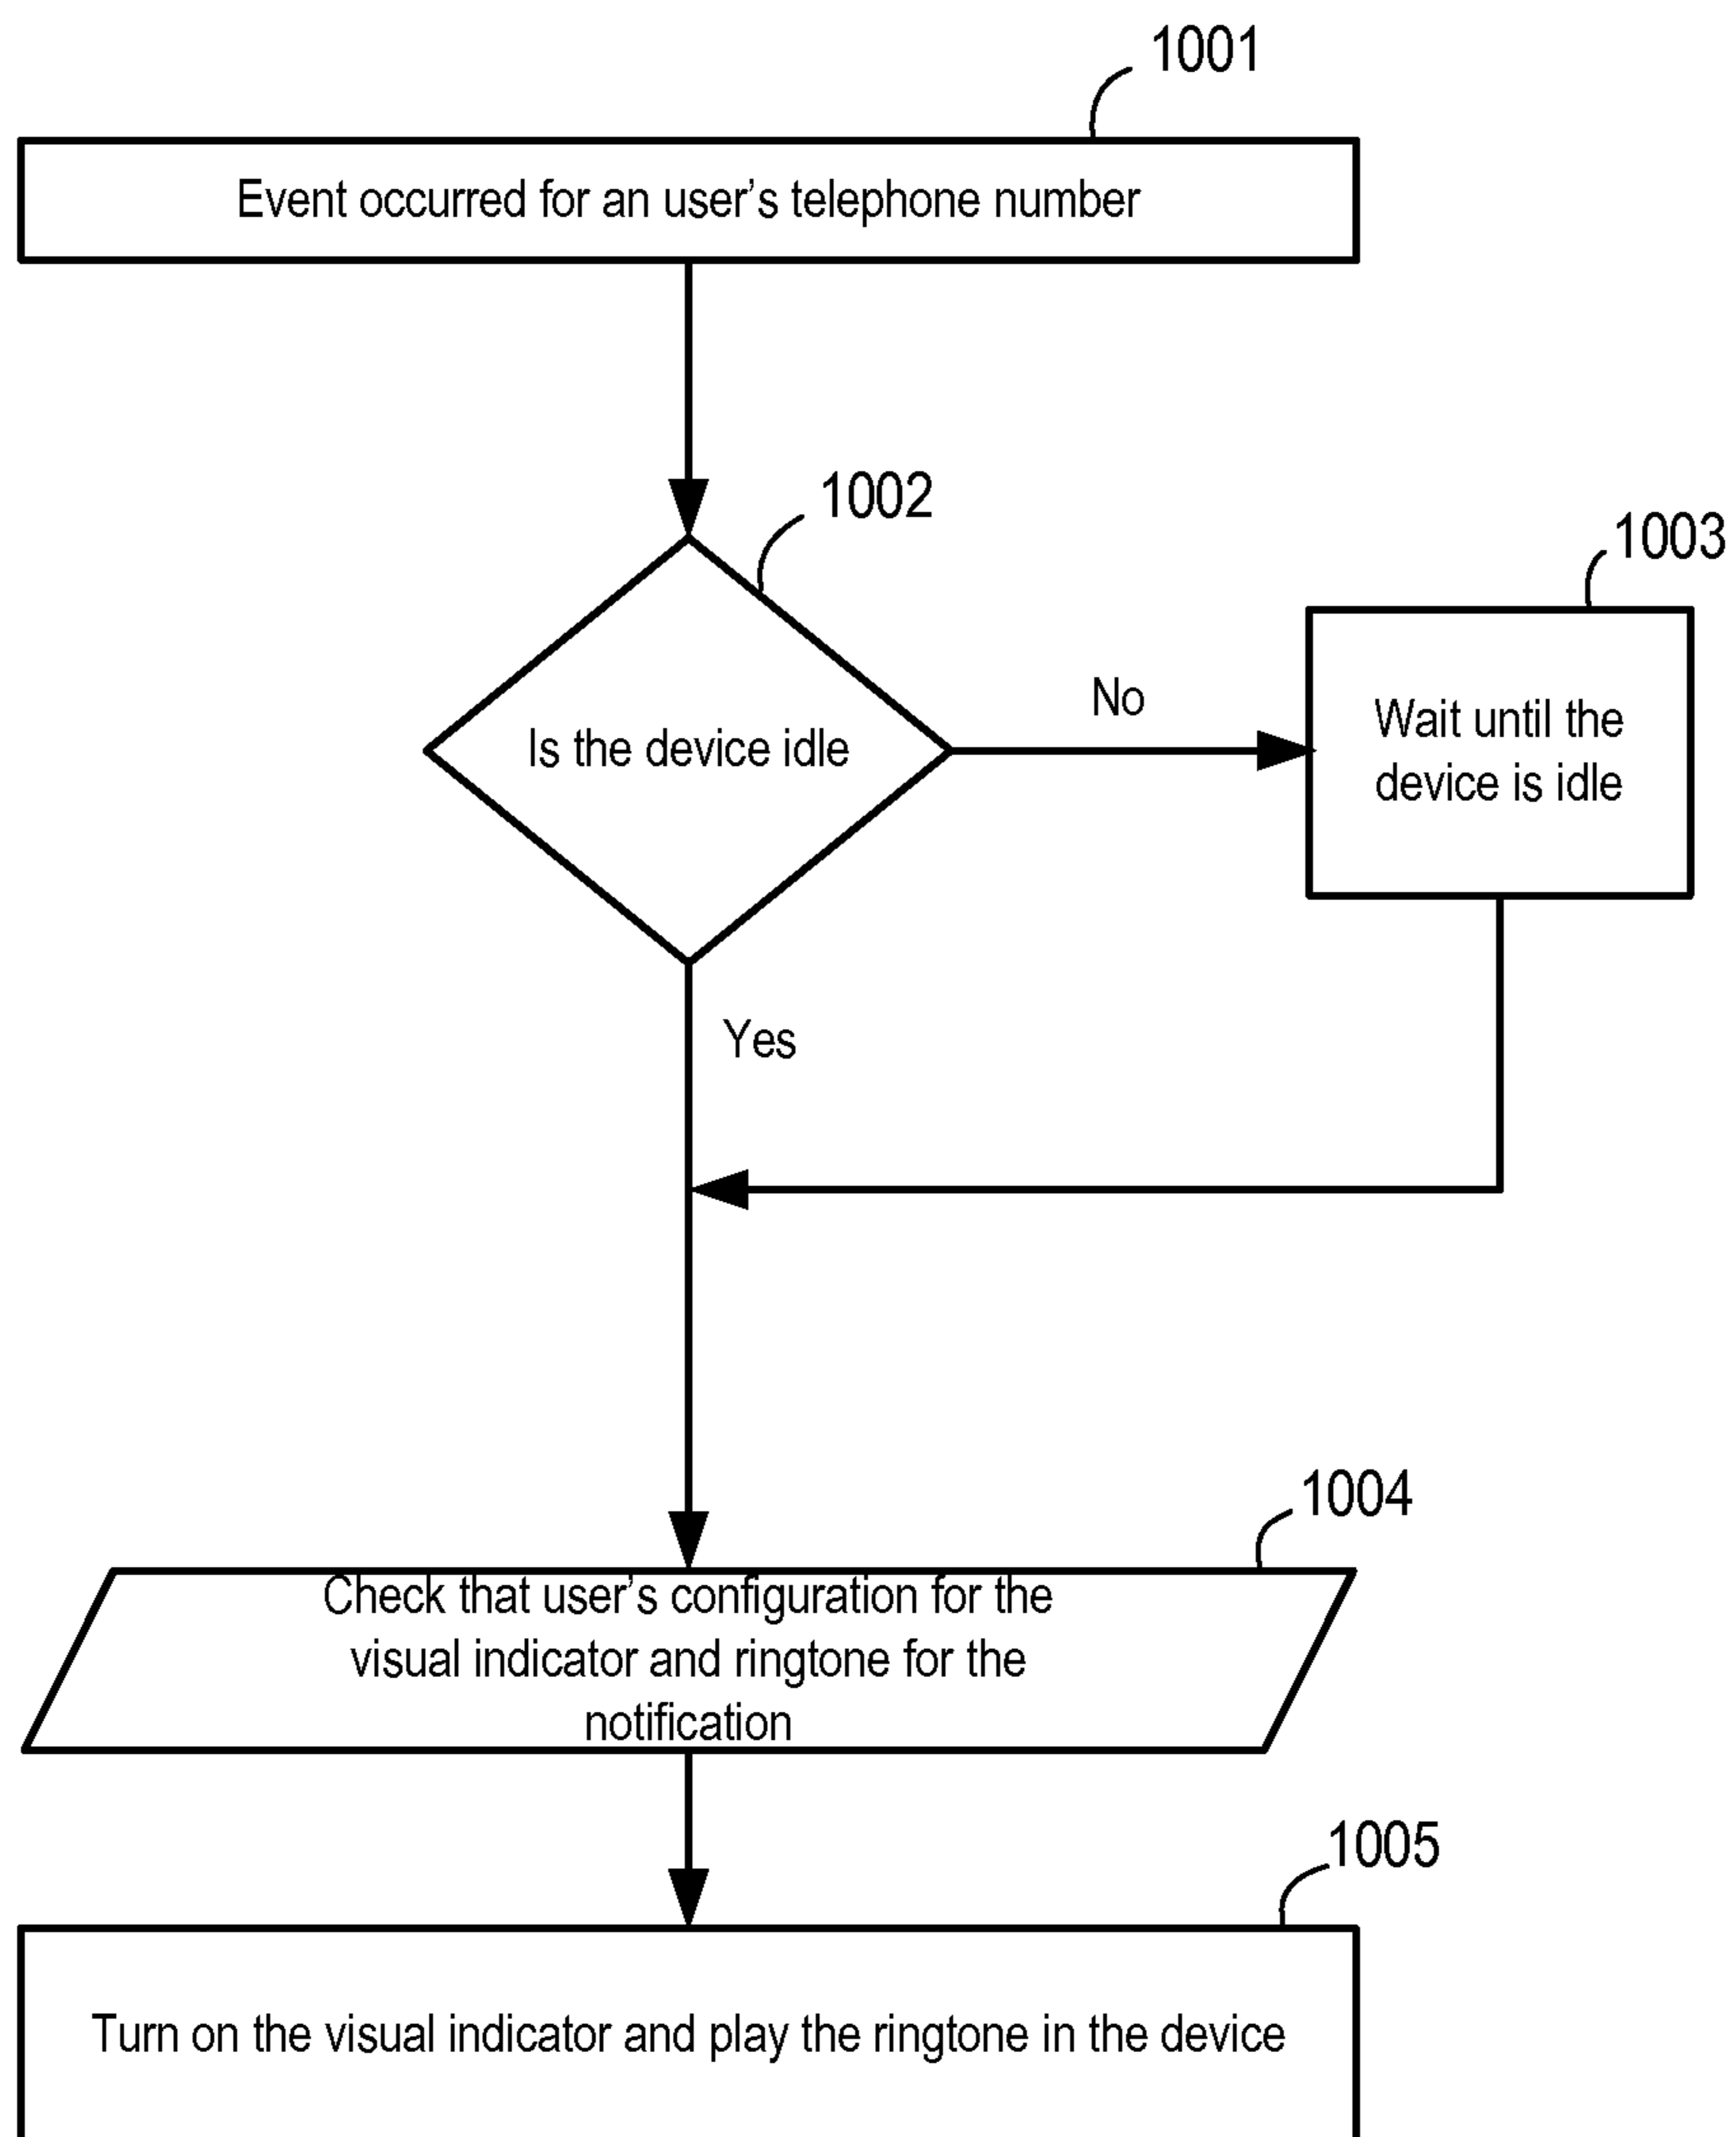 1001
Event occurred for an user's telephone number
1002
Is the device idle
No
1003
Wait until the
device is idle
Yes
1004
Check that user's configuration for the
visual indicator and ringtone for the
notification
1005
Turn on the visual indicator and play the ringtone in the device